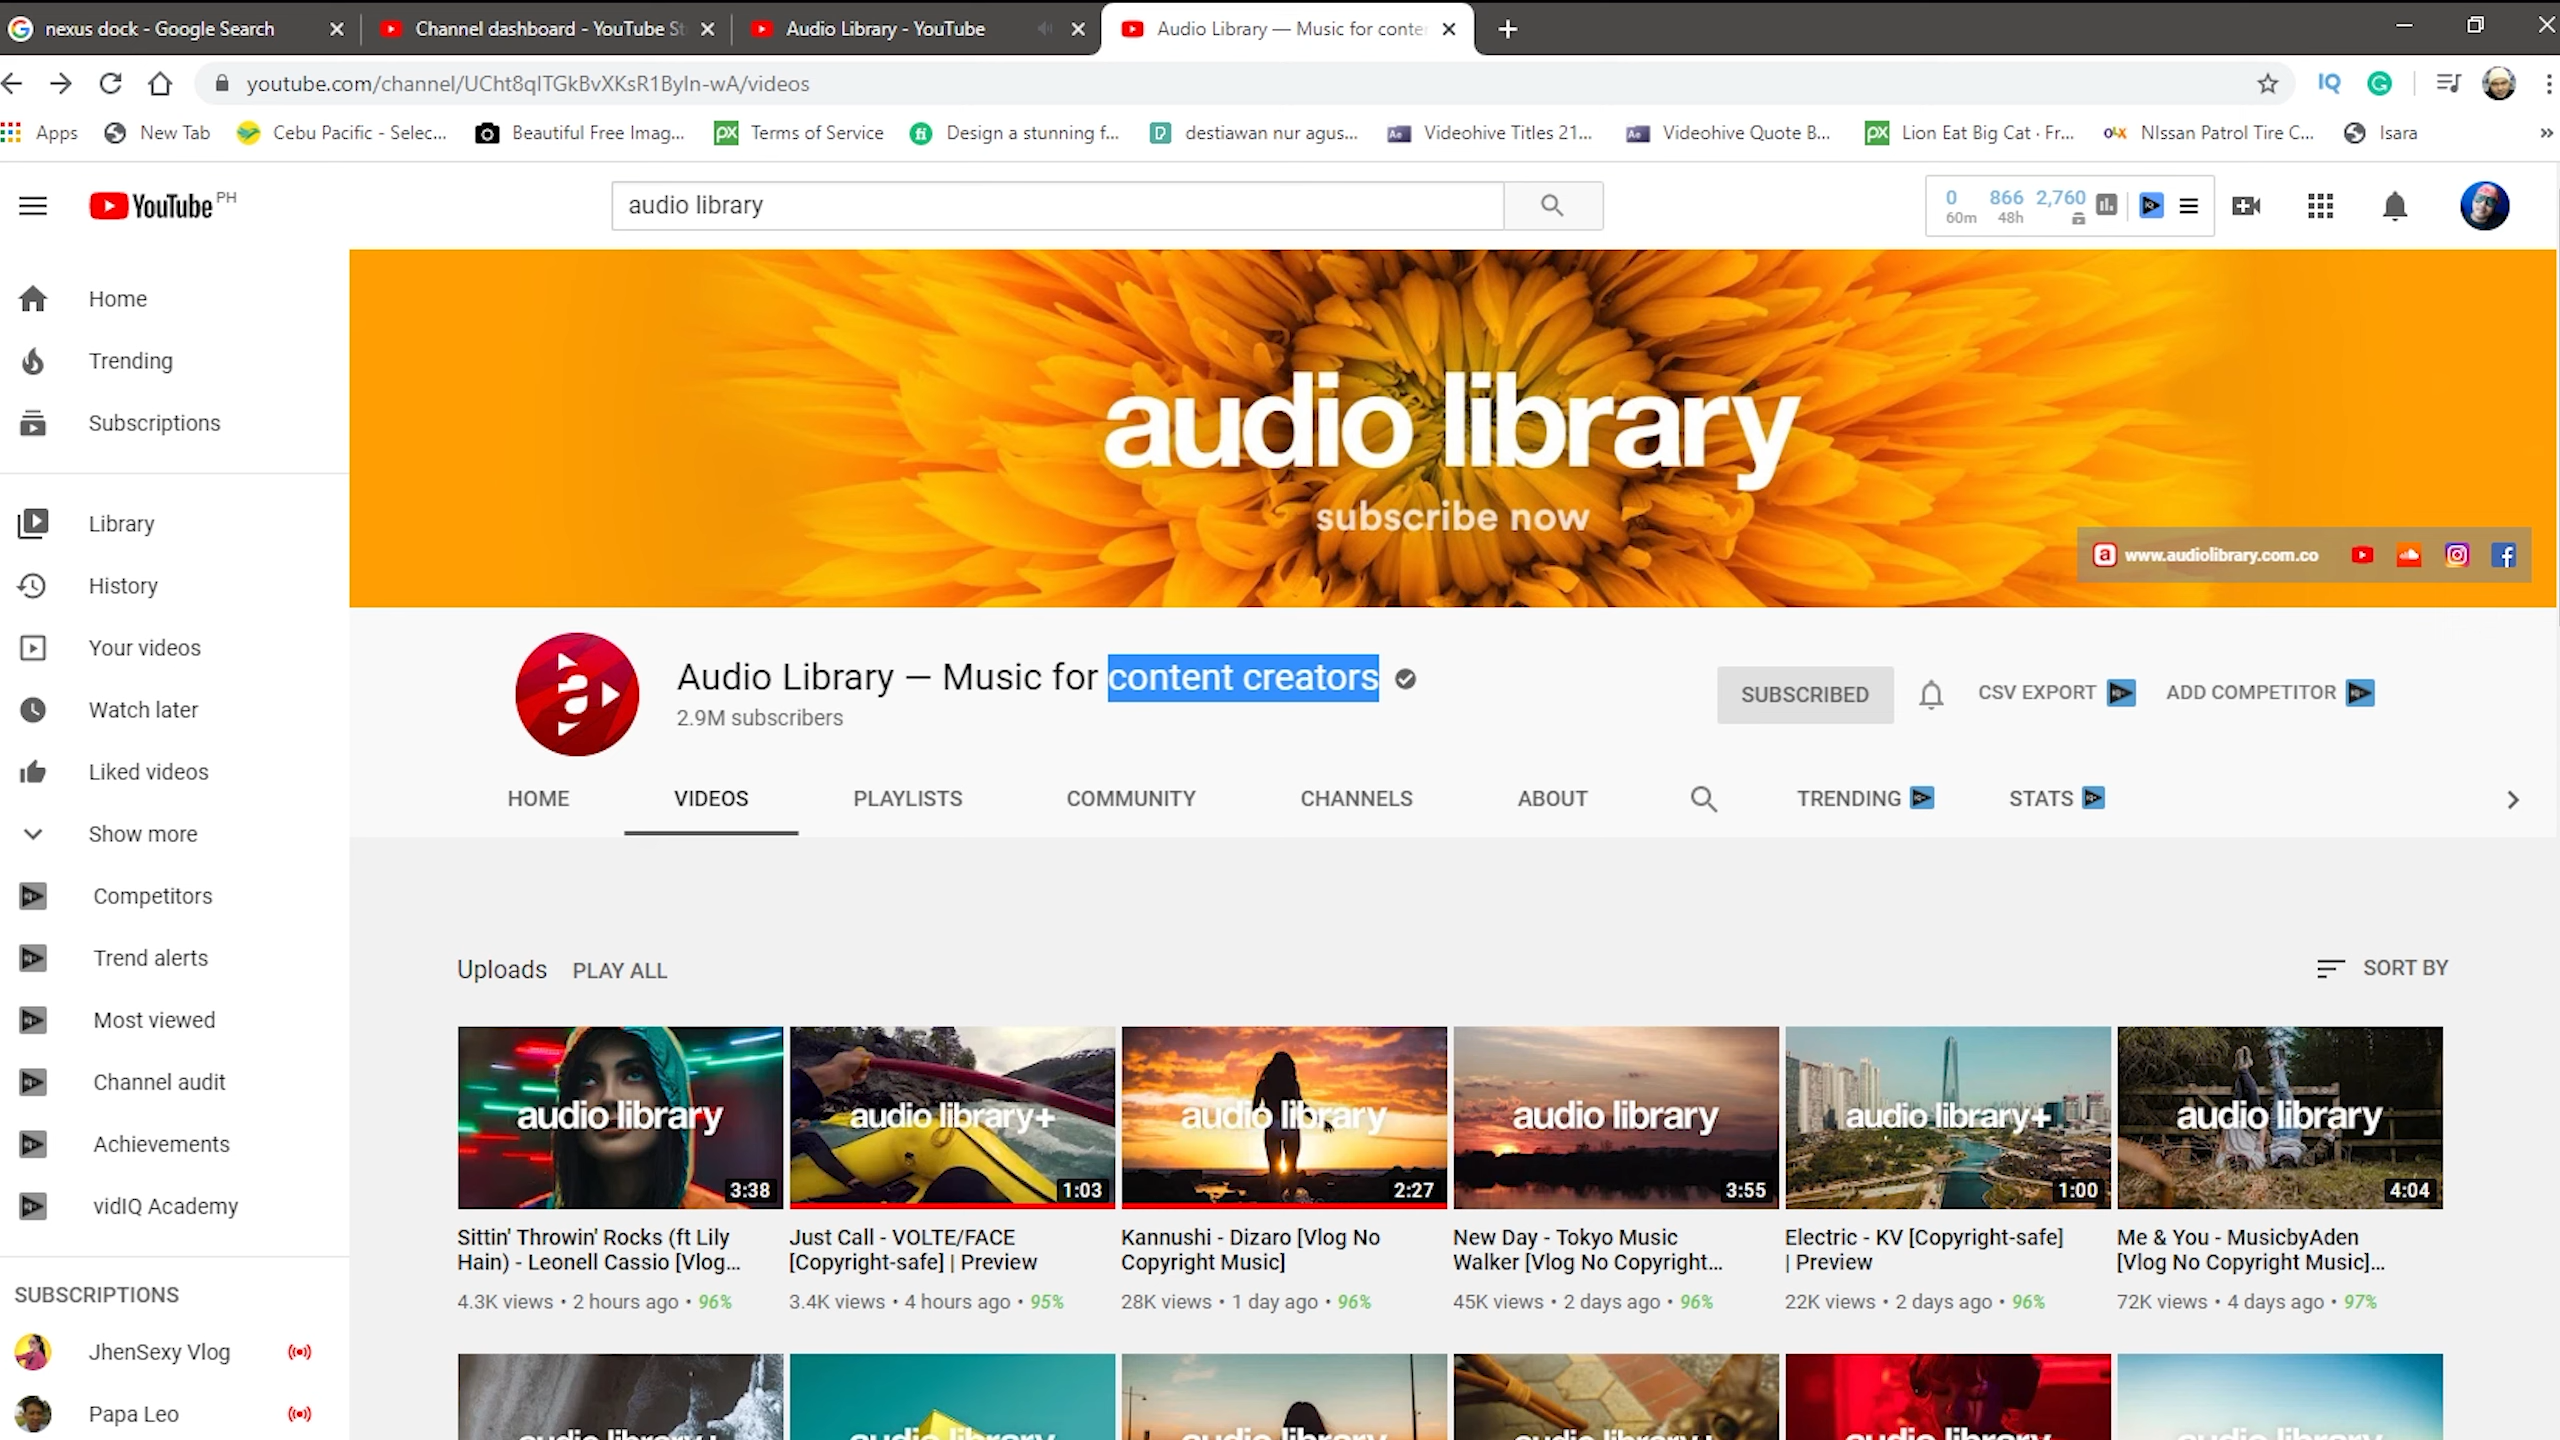 nexus dock - Google Search
Channel dashboard - YouTube St
Audio Library - YouTube
Audio Library — Music for conte
youtube.com/channel/UCht8qITGkBvXKsR1Byln-wA/videos
IQ
Apps
New Tab
Cebu Pacific - Selec...
Beautiful Free Imag...
Terms of Service
Design a stunning f...
destiawan nur agus...
Videohive Titles 21...
Videohive Quote B...
Lion Eat Big Cat · Fr...
NIssan Patrol Tire C...
Isara
YouTube PH
audio library
0 866 2,760
60m 48h
Home
Trending
Subscriptions
Library
History
Your videos
Watch later
Liked videos
Show more
Competitors
Trend alerts
Most viewed
Channel audit
Achievements
vidIQ Academy
SUBSCRIPTIONS
JhenSexy Vlog
Papa Leo
audio library
subscribe now
www.audiolibrary.com.co
Audio Library — Music for content creators
2.9M subscribers
SUBSCRIBED
CSV EXPORT
ADD COMPETITOR
HOME
VIDEOS
PLAYLISTS
COMMUNITY
CHANNELS
ABOUT
TRENDING
STATS
Uploads
PLAY ALL
SORT BY
audio library
3:38
audio library+
1:03
audio library
2:27
audio library
3:55
audio library+
1:00
audio library
4:04
Sittin' Throwin' Rocks (ft Lily
Hain) - Leonell Cassio [Vlog...
4.3K views • 2 hours ago • 96%
Just Call - VOLTE/FACE
[Copyright-safe] | Preview
3.4K views • 4 hours ago • 95%
Kannushi - Dizaro [Vlog No
Copyright Music]
28K views • 1 day ago • 96%
New Day - Tokyo Music
Walker [Vlog No Copyright...
45K views • 2 days ago • 96%
Electric - KV [Copyright-safe]
| Preview
22K views • 2 days ago • 96%
Me & You - MusicbyAden
[Vlog No Copyright Music]...
72K views • 4 days ago • 97%
audio library+
audio library
audio library
audio library+
audio library
audio library